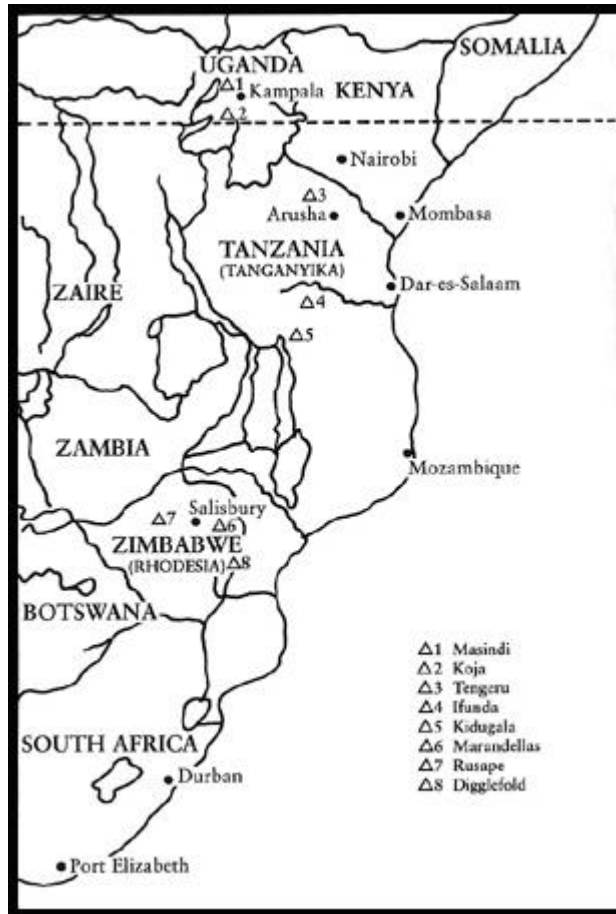 SOMALIA
UGANDA
△1
Kampala
KENYA
△2
Nairobi
△3
Arusha
Mombasa
TANZANIA
(TANGANYIKA)
Dar-es-Salaam
ZAIRE
△4
△5
ZAMBIA
Mozambique
Salisbury
△7
△6
ZIMBABWE
(RHODESIA)
△8
BOTSWANA
△1 Masindi
△2 Koja
△3 Tengeru
△4 Ifunda
△5 Kidugala
△6 Marandellas
△7 Rusape
△8 Digglefold
SOUTH AFRICA
Durban
Port Elizabeth